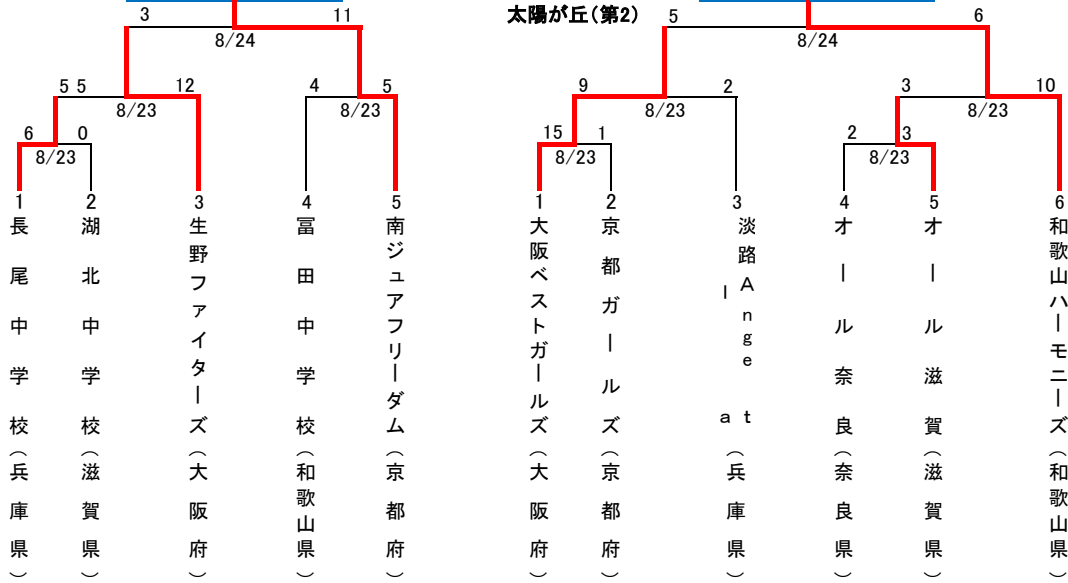 3 11
8/24
5 5 12
8/23
4 5
8/23
6 0
8/23
1 2 3 4 5
長尾中学校(兵庫県)
湖北中学校(滋賀県)
生野ファイターズ(大阪府)
冨田中学校(和歌山県)
南ジュアフリーダム(京都府)
太陽が丘(第2)
5 6
8/24
9 2
8/23
3 10
8/23
15 1
8/23
2 3
8/23
1 2 3 4 5 6
大阪ベストガールズ(大阪府)
京都ガールズ(京都府)
淡路Angelat(兵庫県)
オール奈良(奈良県)
オール滋賀(滋賀県)
和歌山ハーモニーズ(和歌山県)